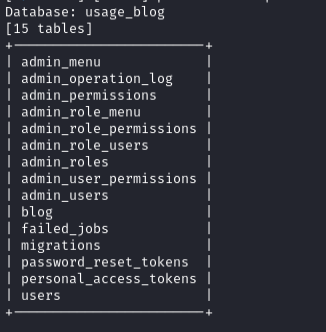 Database: usage_blog
[15 tables]
+-----------------------+
| admin_menu |
| admin_operation_log |
| admin_permissions |
| admin_role_menu |
| admin_role_permissions |
| admin_role_users |
| admin_roles |
| admin_user_permissions |
| admin_users |
| blog |
| failed_jobs |
| migrations |
| password_reset_tokens |
| personal_access_tokens |
| users |
+-----------------------+